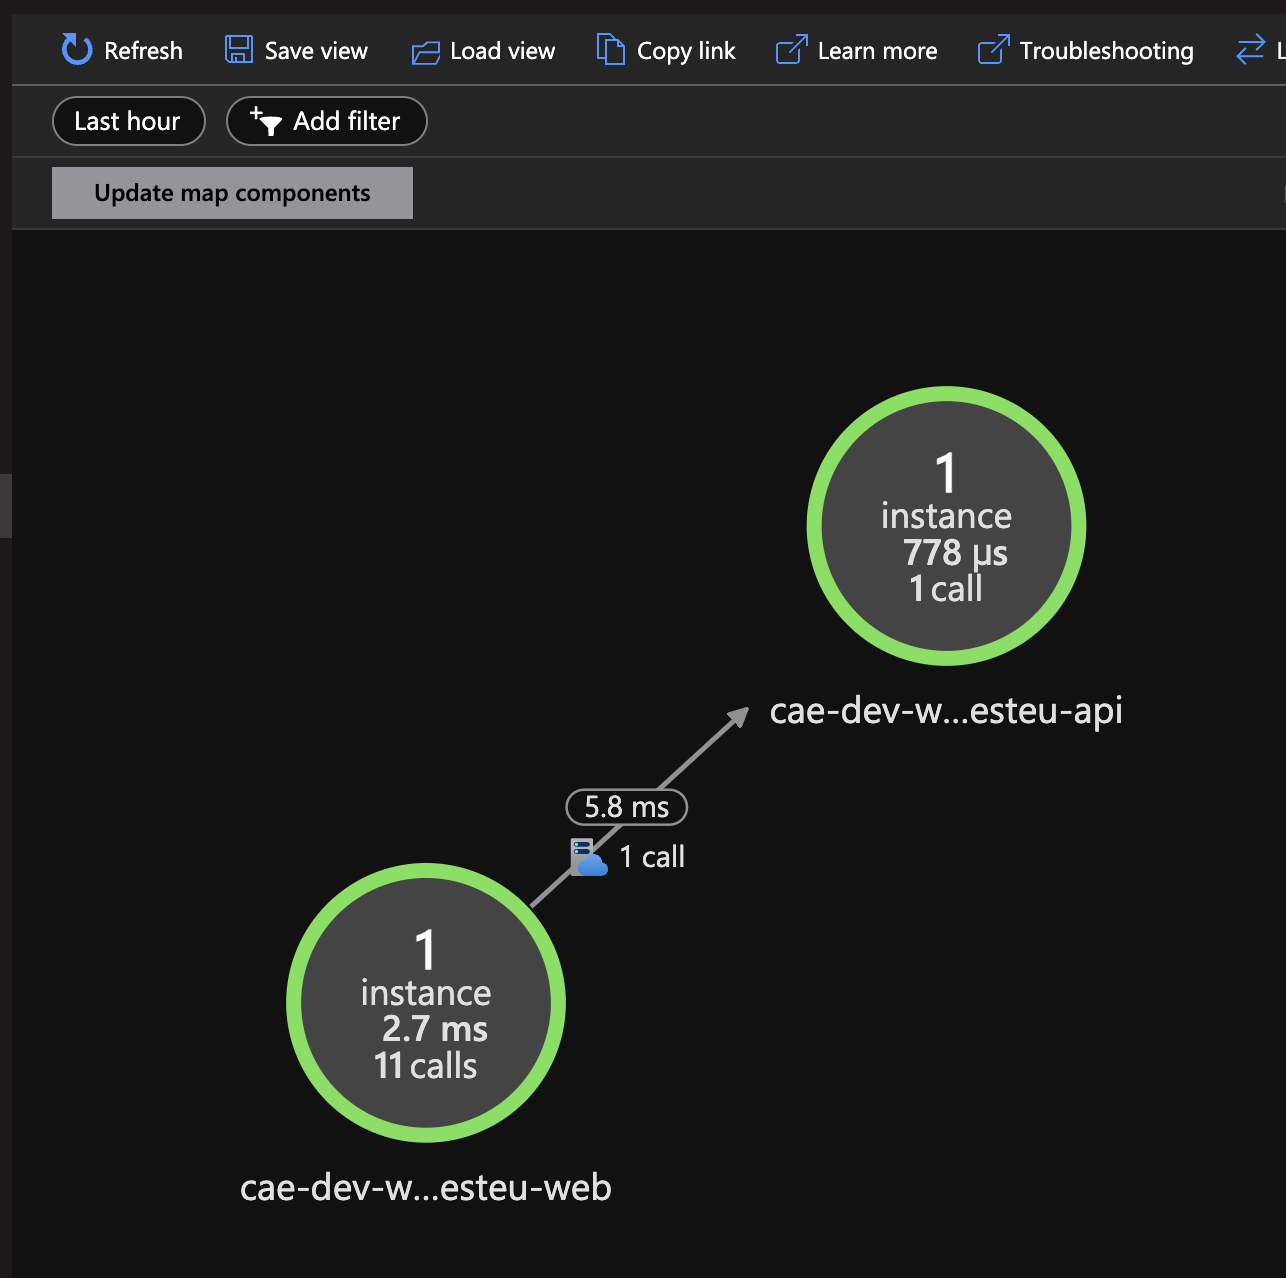 Refresh
Save view
Load view
Copy link
Learn more
Troubleshooting
Last hour
Add filter
Update map components
1
instance
778 µs
1 call
cae-dev-w...esteu-api
5.8 ms
1 call
1
instance
2.7 ms
11 calls
cae-dev-w...esteu-web